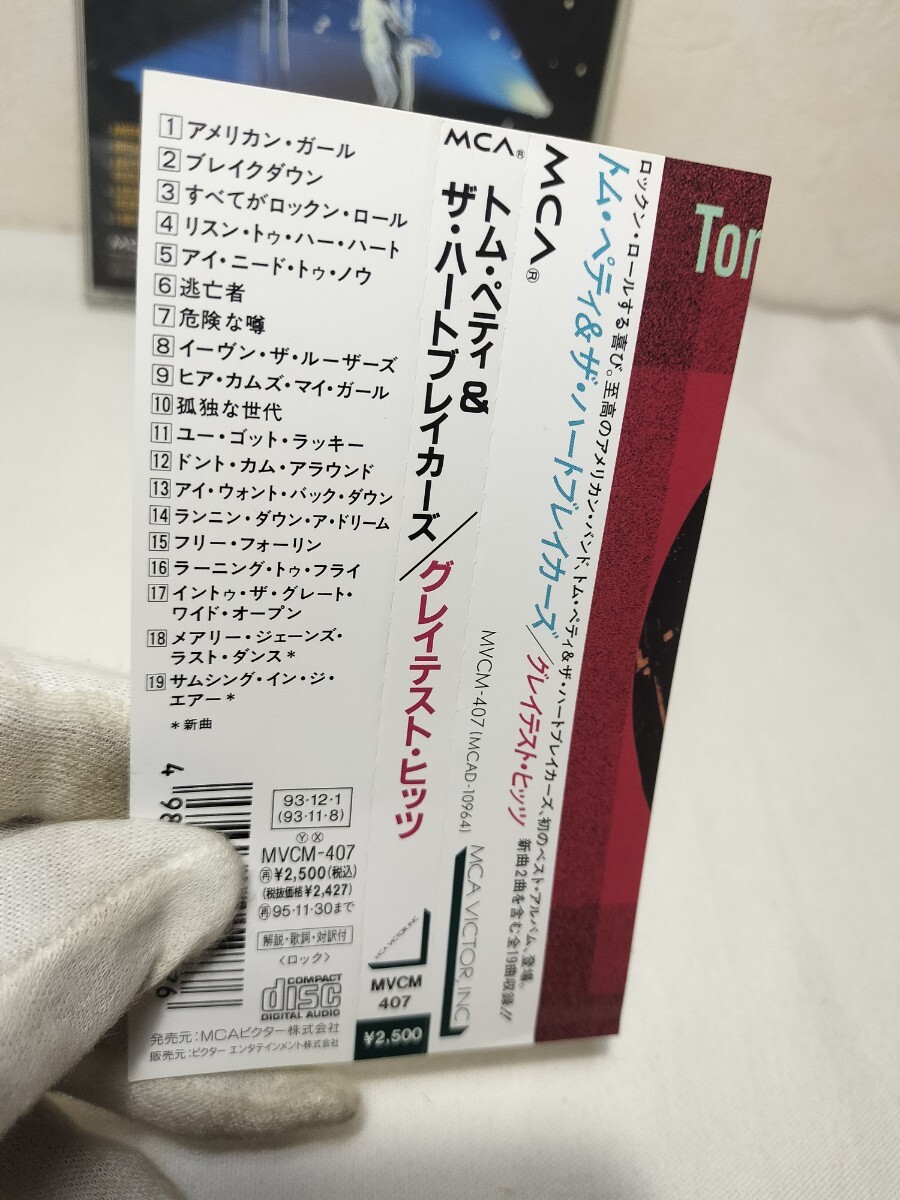 1 アメリカン・ガール
2 ブレイクダウン
3 すべてがロックン・ロール
4 リスン・トゥ・ハー・ハート
5 アイ・ニード・トゥ・ノウ
6 逃亡者
7 危険な噂
8 イーヴン・ザ・ルーザーズ
9 ヒア・カムズ・マイ・ガール
10 孤独な世代
11 ユー・ゴット・ラッキー
12 ドント・カム・アラウンド
13 アイ・ウォント・バック・ダウン
14 ランニン・ダウン・ア・ドリーム
15 フリー・フォーリン
16 ラーニング・トゥ・フライ
17 イントゥ・ザ・グレート・
ワイド・オープン
18 メアリー・ジェーンズ・
ラスト・ダンス*
19 サムシング・イン・ジ・
エアー*
*新曲
93・12・1
(93・11・8)
Ⓨ Ⓧ
MVCM-407
㋐¥2,500(税込)
(税抜価格¥2,427)
再95・11・30まで
解説・歌詞・対訳付
〈ロック〉
COMPACT
disc
DIGITAL AUDIO
発売元:MCAビクター株式会社
販売元:ビクター エンタテインメント株式会社
MCA®
トム・ペティ&
ザ・ハートブレイカーズ/グレイテスト・ヒッツ
MCA VICTOR, INC.
MVCM
407
¥2,500
MCA®
ロックン・ロールする喜び。至高のアメリカン・バンド、トム・ペティ&ザ・ハートブレイカーズ、初のベスト・アルバム、登場。
新曲2曲を含む全19曲収録!!
トム・ペティ&ザ・ハートブレイカーズ/グレイテスト・ヒッツ
MVCM-407 (MCAD-10964)
MCA VICTOR, INC.
Tom